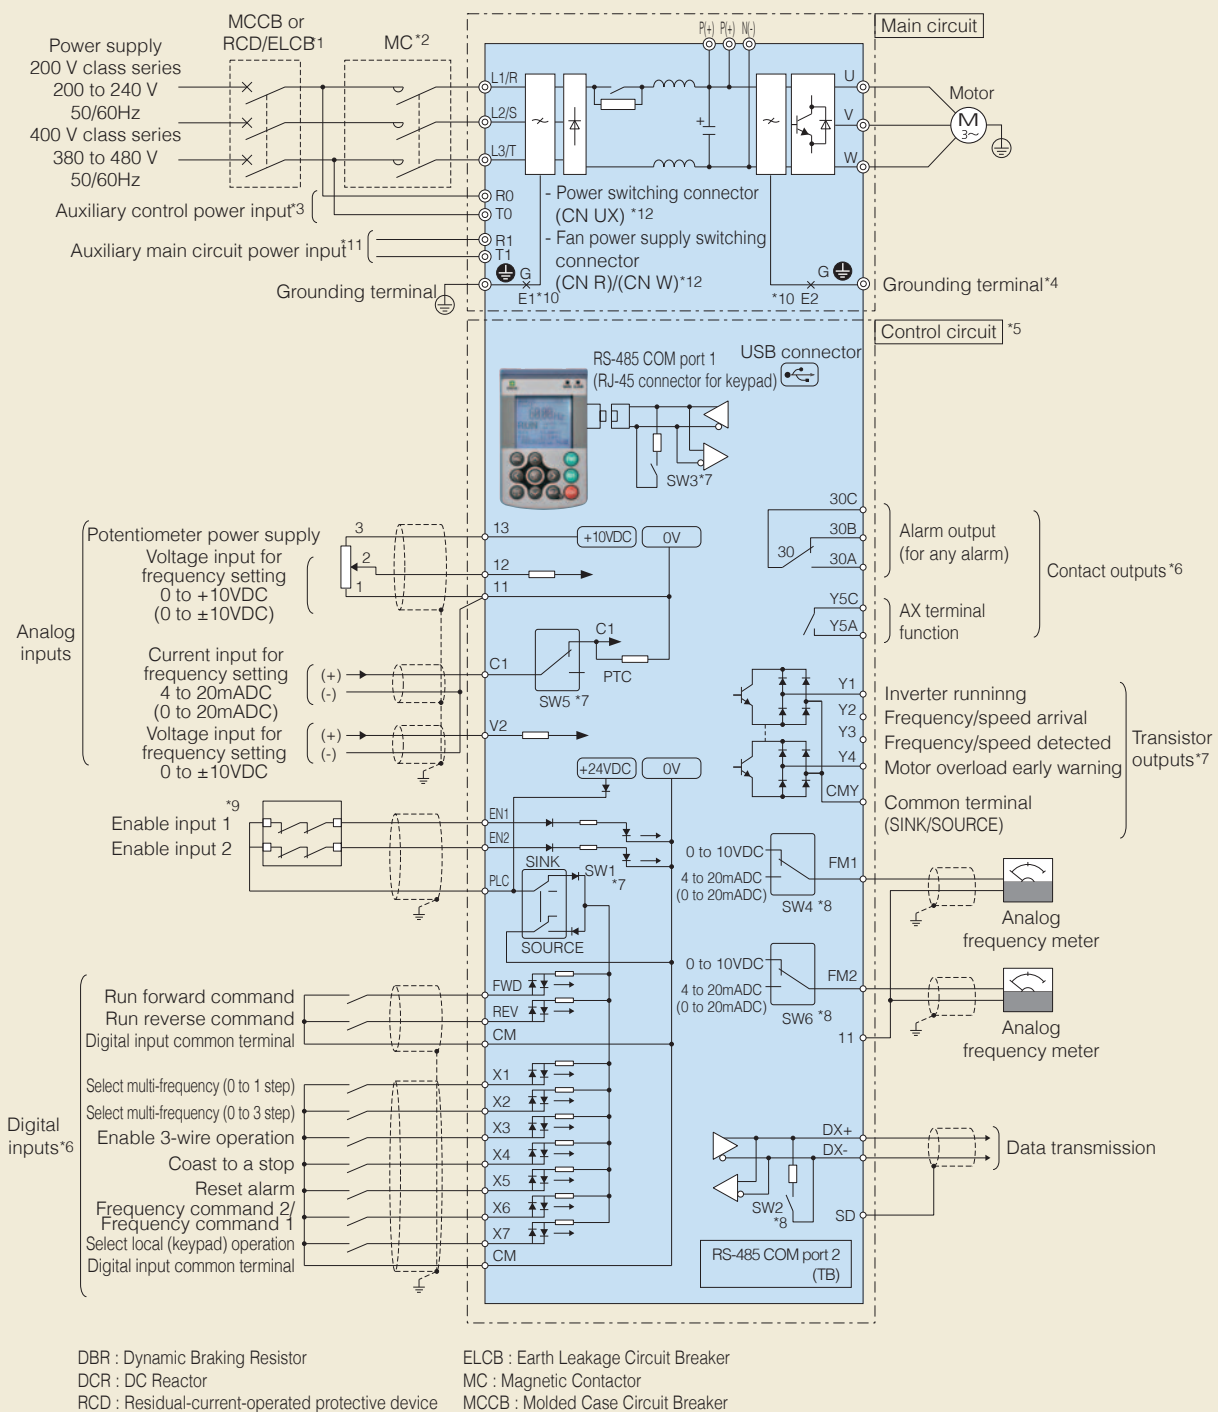 MCCB or
RCD/ELCB*1
MC*2
Power supply
200 V class series
200 to 240 V
50/60Hz
400 V class series
380 to 480 V
50/60Hz
Auxiliary control power input*3
Auxiliary main circuit power input*11
Grounding terminal
P(+) P(+) N(-)
Main circuit
L1/R
L2/S
L3/T
R0
T0
R1
T1
U
V
W
Motor
M
3~
- Power switching connector
(CN UX) *12
- Fan power supply switching
connector
(CN R)/(CN W)*12
G
E1*10
G
*10 E2
Grounding terminal*4
Control circuit *5
RS-485 COM port 1
(RJ-45 connector for keypad)
USB connector
SW3*7
Analog
inputs
Potentiometer power supply
Voltage input for
frequency setting
0 to +10VDC
(0 to ±10VDC)
3
2
1
13
12
11
+10VDC
0V
Current input for
frequency setting
4 to 20mADC
(0 to 20mADC)
(+)
(-)
C1
C1
PTC
SW5 *7
Voltage input for
frequency setting
0 to ±10VDC
(+)
(-)
V2
+24VDC
0V
30C
30B
30
30A
Alarm output
(for any alarm)
Contact outputs*6
Y5C
Y5A
AX terminal
function
Y1
Y2
Y3
Y4
CMY
Inverter runninng
Frequency/speed arrival
Frequency/speed detected
Motor overload early warning
Common terminal
(SINK/SOURCE)
Transistor
outputs*7
*9
Enable input 1
Enable input 2
EN1
EN2
PLC
SINK
SW1
*7
SOURCE
0 to 10VDC
4 to 20mADC
(0 to 20mADC)
SW4 *8
FM1
Analog
frequency meter
0 to 10VDC
4 to 20mADC
(0 to 20mADC)
SW6 *8
FM2
11
Analog
frequency meter
Digital
inputs*6
Run forward command
Run reverse command
Digital input common terminal
FWD
REV
CM
Select multi-frequency (0 to 1 step)
Select multi-frequency (0 to 3 step)
Enable 3-wire operation
Coast to a stop
Reset alarm
Frequency command 2/
Frequency command 1
Select local (keypad) operation
Digital input common terminal
X1
X2
X3
X4
X5
X6
X7
CM
DX+
DX-
SD
Data transmission
SW2
*8
RS-485 COM port 2
(TB)
DBR : Dynamic Braking Resistor
DCR : DC Reactor
RCD : Residual-current-operated protective device
ELCB : Earth Leakage Circuit Breaker
MC : Magnetic Contactor
MCCB : Molded Case Circuit Breaker